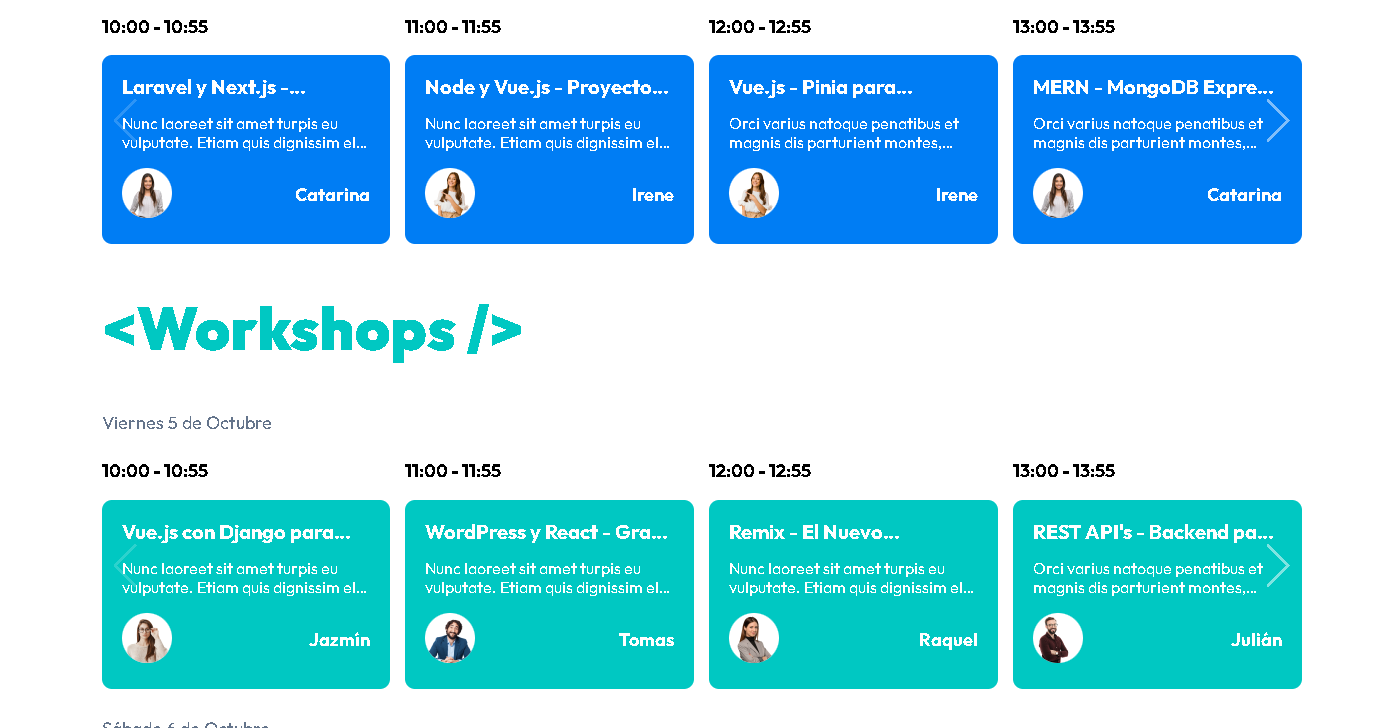 10:00 - 10:55 11:00 - 11:55 12:00 - 12:55 13:00 - 13:55
Laravel y Next.js -...
Nunc laoreet sit amet turpis eu
vulputate. Etiam quis dignissim el...
Catarina
Node y Vue.js - Proyecto...
Nunc laoreet sit amet turpis eu
vulputate. Etiam quis dignissim el...
Irene
Vue.js - Pinia para...
Orci varius natoque penatibus et
magnis dis parturient montes,...
Irene
MERN - MongoDB Expre...
Orci varius natoque penatibus et
magnis dis parturient montes,...
Catarina
<Workshops />
Viernes 5 de Octubre
10:00 - 10:55 11:00 - 11:55 12:00 - 12:55 13:00 - 13:55
Vue.js con Django para...
Nunc laoreet sit amet turpis eu
vulputate. Etiam quis dignissim el...
Jazmín
WordPress y React - Gra...
Nunc laoreet sit amet turpis eu
vulputate. Etiam quis dignissim el...
Tomas
Remix - El Nuevo...
Nunc laoreet sit amet turpis eu
vulputate. Etiam quis dignissim el...
Raquel
REST API's - Backend pa...
Orci varius natoque penatibus et
magnis dis parturient montes,...
Julián
Sábado 6 de Octubre